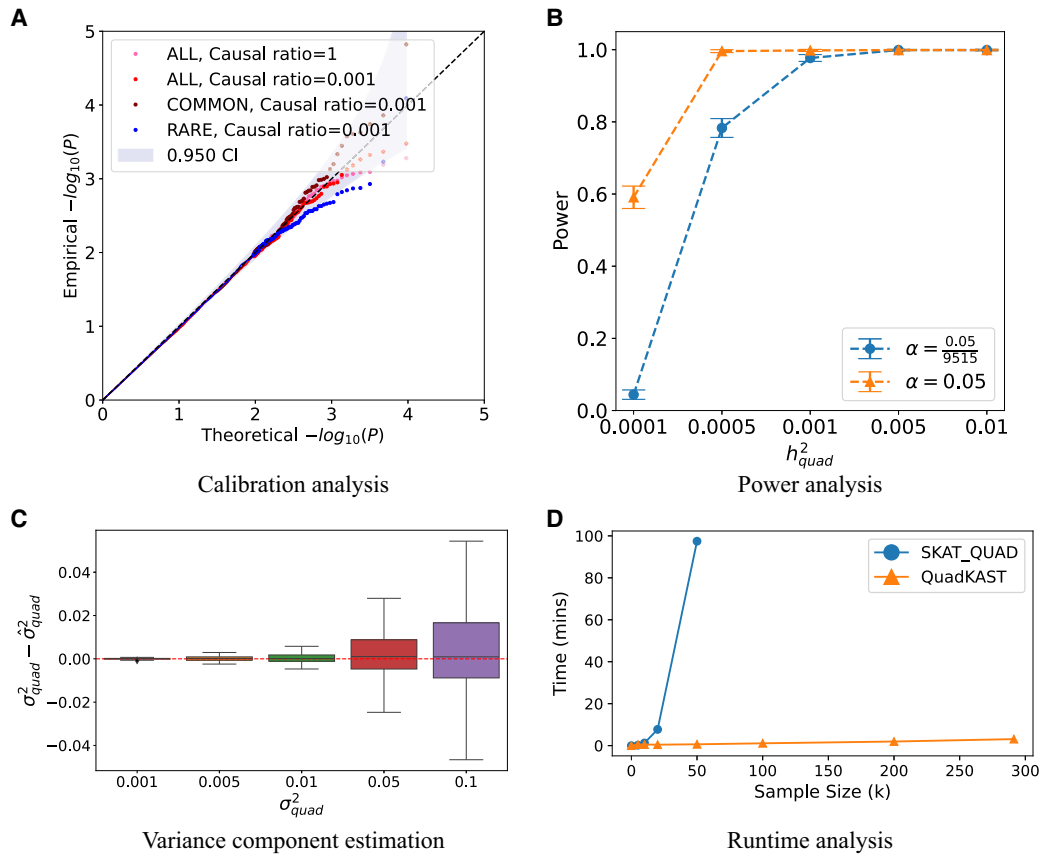 A
Empirical −log10(P)
5
4
3
2
1
0
ALL, Causal ratio=1
ALL, Causal ratio=0.001
COMMON, Causal ratio=0.001
RARE, Causal ratio=0.001
0.950 CI
0 1 2 3 4 5
Theoretical −log10(P)
Calibration analysis
B
Power
1.0
0.8
0.6
0.4
0.2
0.0
α = 0.05/9515
α = 0.05
0.0001 0.0005 0.001 0.005 0.01
h²quad
Power analysis
C
σ²quad − σ̂²quad
0.04
0.02
0.00
−0.02
−0.04
0.001 0.005 0.01 0.05 0.1
σ²quad
Variance component estimation
D
Time (mins)
100
80
60
40
20
0
SKAT_QUAD
QuadKAST
0 50 100 150 200 250 300
Sample Size (k)
Runtime analysis